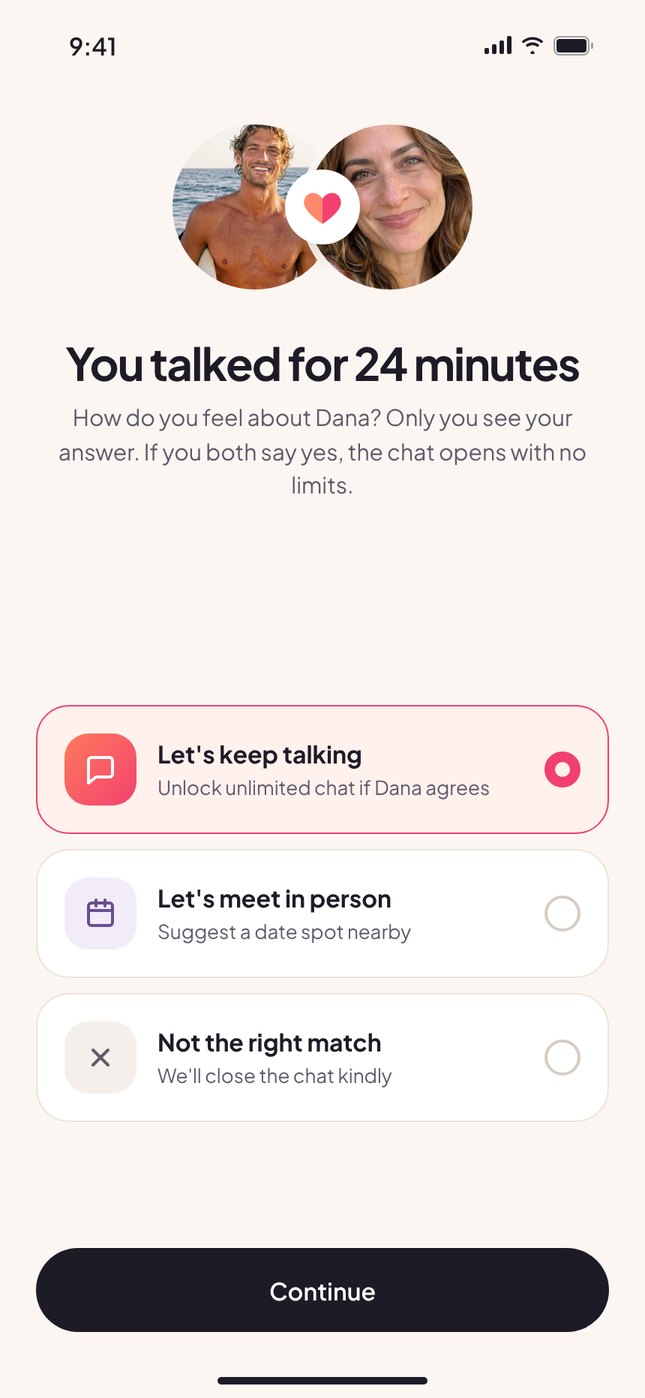 9:41
You talked for 24 minutes
How do you feel about Dana? Only you see your
answer. If you both say yes, the chat opens with no
limits.
Let's keep talking
Unlock unlimited chat if Dana agrees
Let's meet in person
Suggest a date spot nearby
Not the right match
We'll close the chat kindly
Continue